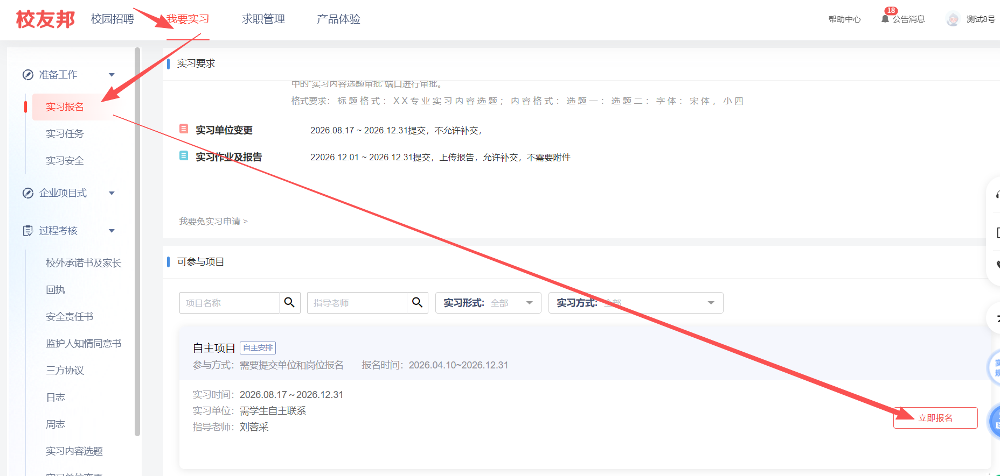 校友邦 校园招聘 我要实习 求职管理 产品体验 帮助中心 18 公告消息 测试8号
准备工作
实习报名
实习任务
实习安全
企业项目式
过程考核
校外承诺书及家长
回执
安全责任书
监护人知情同意书
三方协议
日志
周志
实习内容选题
实习单位变更
实习要求
中的“实习内容选题审批”端口进行审批。
格式要求：标题格式：XX专业实习内容选题；内容格式：选题一：选题二：字体：宋体，小四
实习单位变更 2026.08.17 ~ 2026.12.31提交，不允许补交，
实习作业及报告 22026.12.01 ~ 2026.12.31提交，上传报告，允许补交，不需要附件
我要免实习申请 >
可参与项目
项目名称 指导老师 实习形式: 全部 实习方式: 全部
自主项目 自主安排
参与方式：需要提交单位和岗位报名 报名时间：2026.04.10~2026.12.31
实习时间：2026.08.17 ~ 2026.12.31
实习单位：需学生自主联系
指导老师：刘蓉采
立即报名